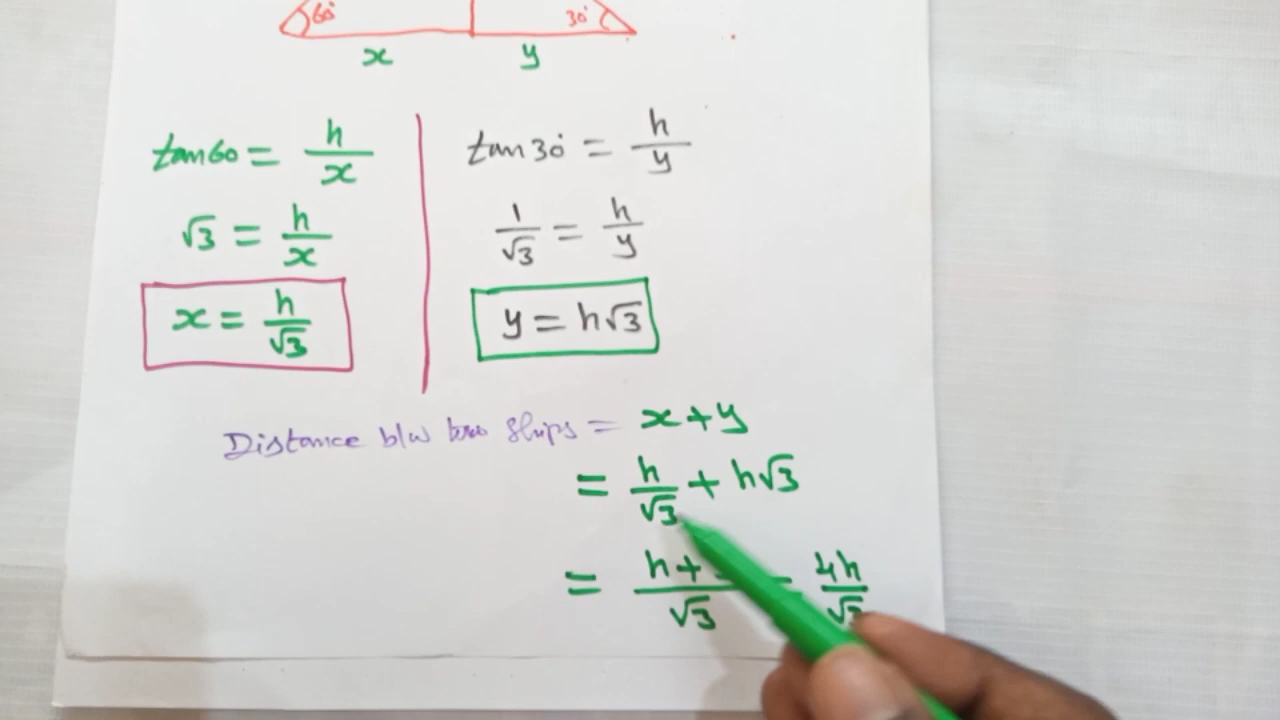 60° 30°
x y
tan60 = h/x
√3 = h/x
x = h/√3
tan30° = h/y
1/√3 = h/y
y = h√3
Distance b/w two ships = x+y
= h/√3 + h√3
= h+ /√3 = 4h/√3